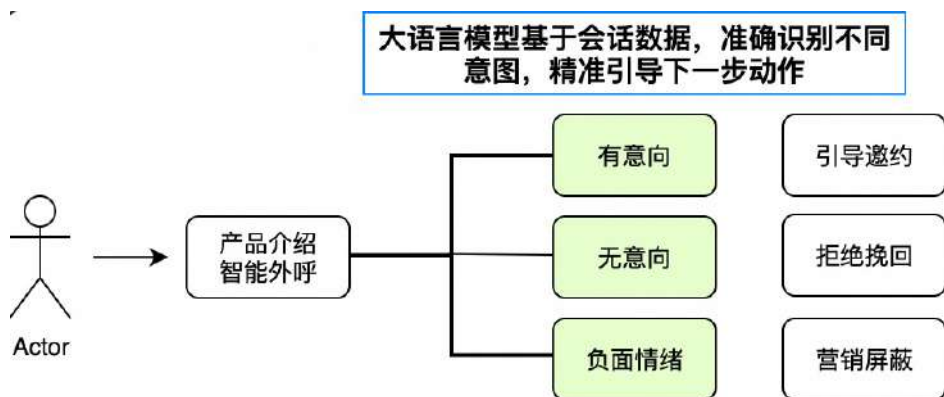 大语言模型基于会话数据，准确识别不同
意图，精准引导下一步动作
有意向
引导邀约
产品介绍
智能外呼
无意向
拒绝挽回
Actor
负面情绪
营销屏蔽